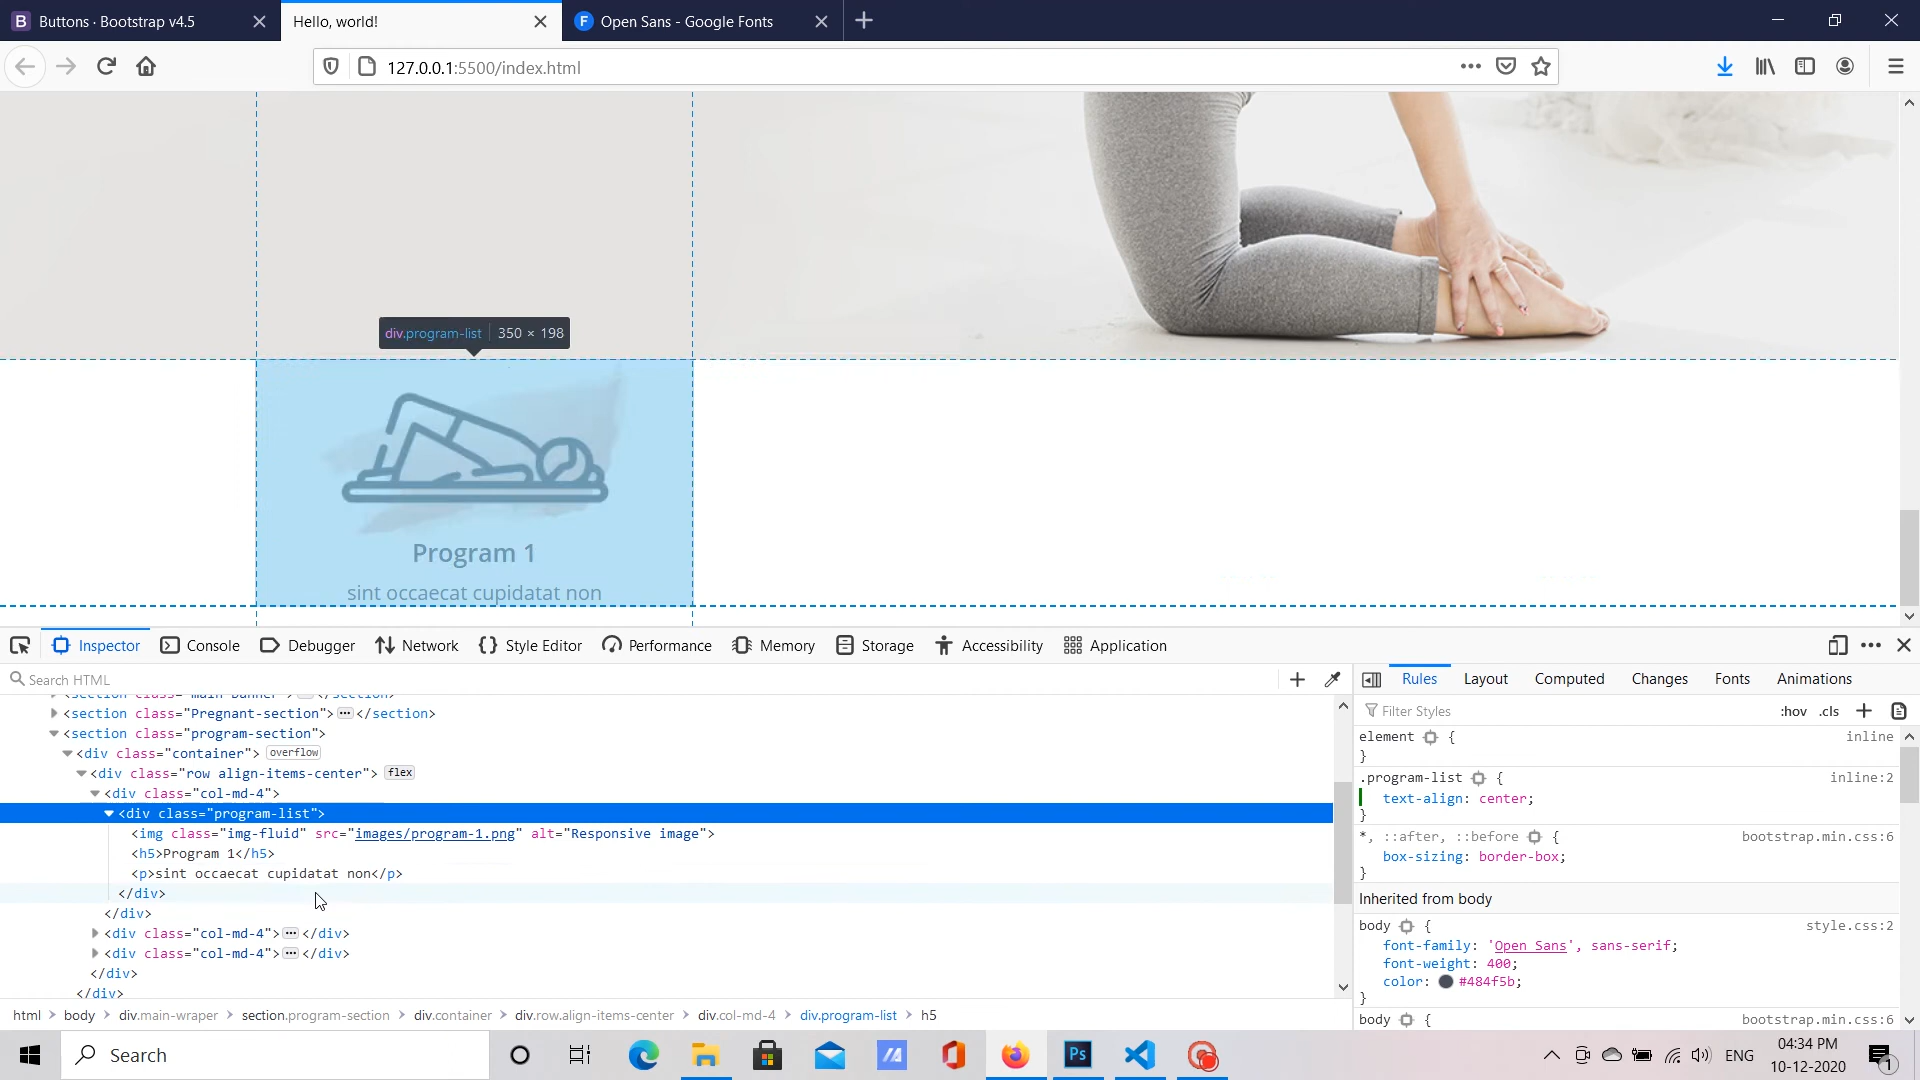 Buttons · Bootstrap v4.5
Hello, world!
Open Sans - Google Fonts
127.0.0.1:5500/index.html
div.program-list 350 × 198
Program 1
sint occaecat cupidatat non
Inspector Console Debugger Network Style Editor Performance Memory Storage Accessibility Application
Search HTML
<section class="main-banner"> ••• </section>
<section class="Pregnant-section"> ••• </section>
<section class="program-section">
<div class="container"> overflow
<div class="row align-items-center"> flex
<div class="col-md-4">
<div class="program-list">
<img class="img-fluid" src="images/program-1.png" alt="Responsive image">
<h5>Program 1</h5>
<p>sint occaecat cupidatat non</p>
</div>
</div>
<div class="col-md-4"> ••• </div>
<div class="col-md-4"> ••• </div>
</div>
</div>
html > body > div.main-wraper > section.program-section > div.container > div.row.align-items-center > div.col-md-4 > div.program-list > h5
Rules Layout Computed Changes Fonts Animations
Filter Styles :hov .cls
element { inline
}
.program-list { inline:2
text-align: center;
}
*, ::after, ::before { bootstrap.min.css:6
box-sizing: border-box;
}
Inherited from body
body { style.css:2
font-family: 'Open Sans', sans-serif;
font-weight: 400;
color: #484f5b;
}
body { bootstrap.min.css:6
Search
Ps
ENG
04:34 PM
10-12-2020
1